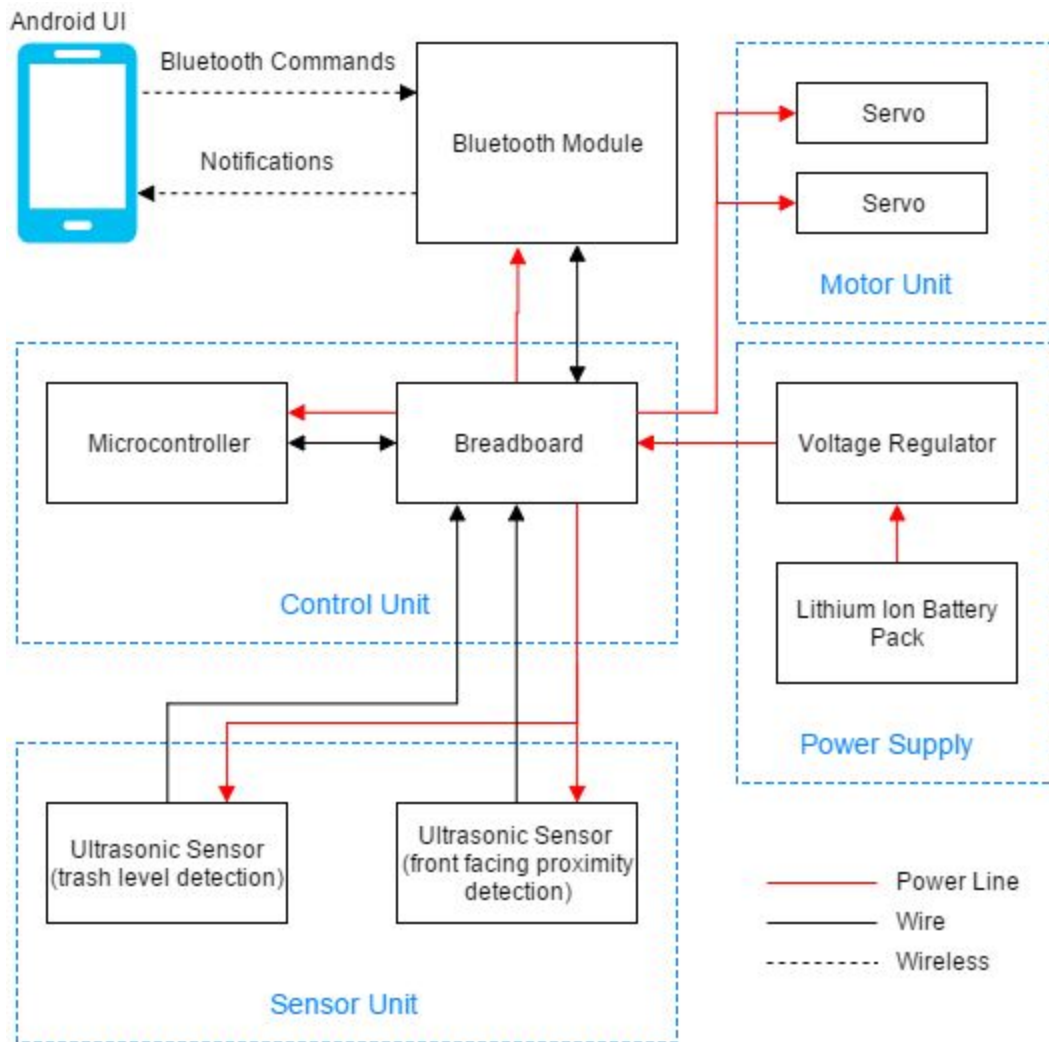 Android UI
Bluetooth Commands
Notifications
Bluetooth Module
Servo
Servo
Motor Unit
Microcontroller
Breadboard
Control Unit
Voltage Regulator
Lithium Ion Battery
Pack
Power Supply
Ultrasonic Sensor
(trash level detection)
Ultrasonic Sensor
(front facing proximity
detection)
Sensor Unit
Power Line
Wire
Wireless